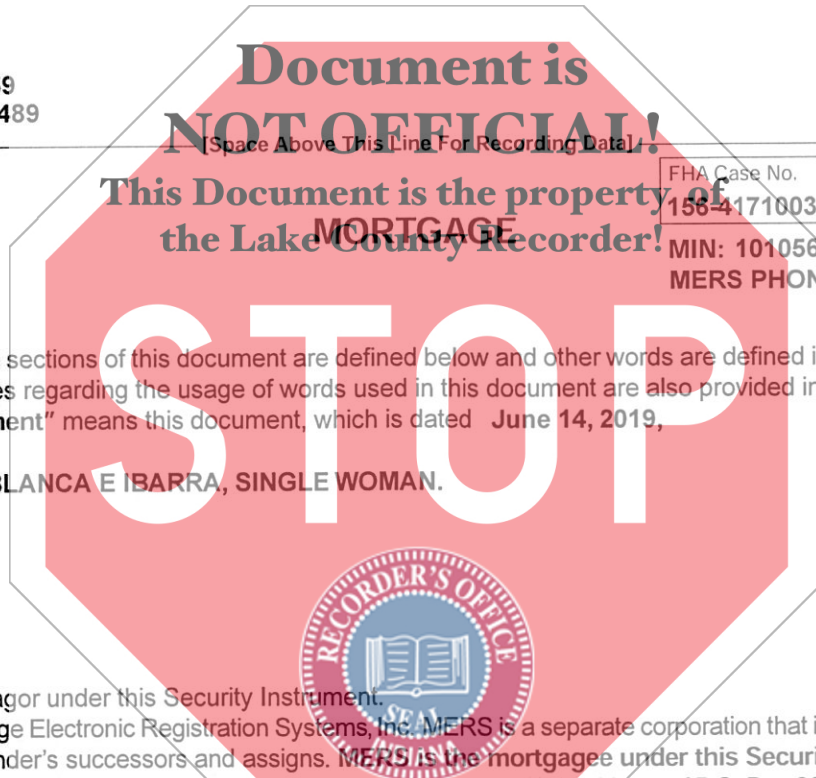 Document is
NOT OFFICIAL!
This Document is the property of
the Lake County Recorder!
489
[Space Above This Line For Recording Data]
FHA Case No.
156-4171003
MORTGAGE
MIN: 101056
MERS PHON
STOP
sections of this document are defined below and other words are defined i
es regarding the usage of words used in this document are also provided in
ent" means this document, which is dated June 14, 2019,
BLANCA E IBARRA, SINGLE WOMAN.
RECORDER'S OFFICE
SEAL
agor under this Security Instrument.
ge Electronic Registration Systems, Inc. MERS is a separate corporation that i
nder's successors and assigns. MERS is the mortgagee under this Securi